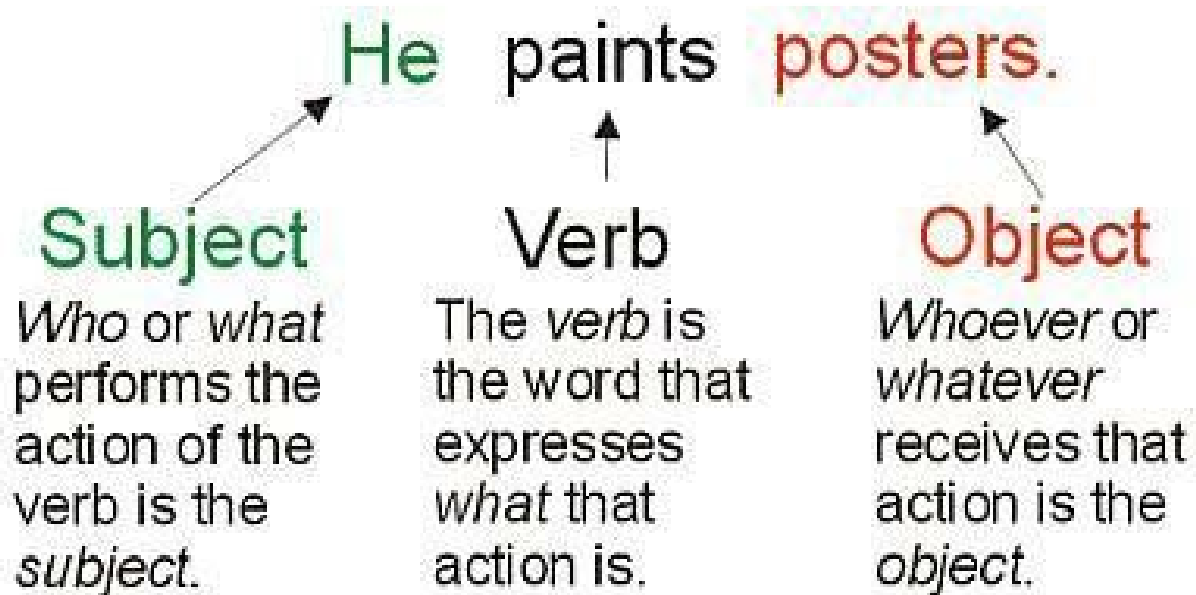 He paints posters.
Subject
Who or what
performs the
action of the
verb is the
subject.
Verb
The verb is
the word that
expresses
what that
action is.
Object
Whoever or
whatever
receives that
action is the
object.